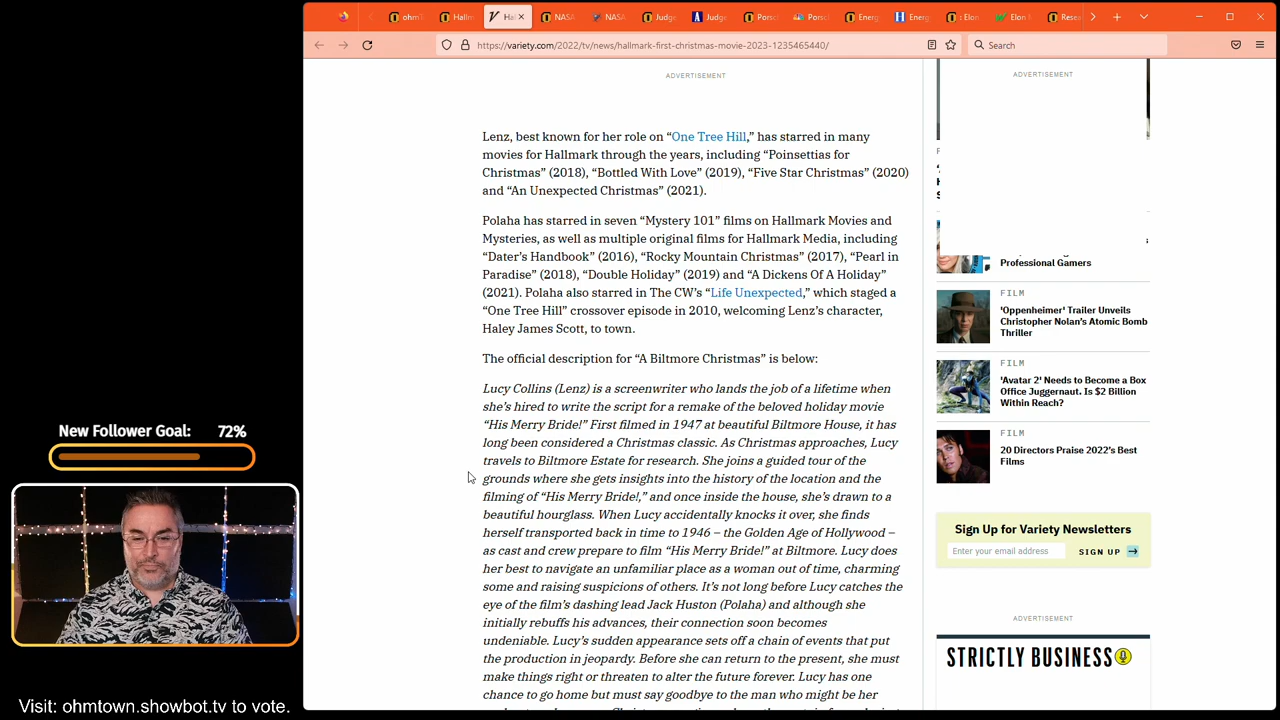 ohmT
Hallm
Hal
NASA
NASA
Judge
Judge
Porsc
Porsc
Energ
Energ
: Elon
Elon M
Resea
https://variety.com/2022/tv/news/hallmark-first-christmas-movie-2023-1235465440/
Search
ADVERTISEMENT
Lenz, best known for her role on “One Tree Hill,” has starred in many
movies for Hallmark through the years, including “Poinsettias for
Christmas” (2018), “Bottled With Love” (2019), “Five Star Christmas” (2020)
and “An Unexpected Christmas” (2021).
Polaha has starred in seven “Mystery 101” films on Hallmark Movies and
Mysteries, as well as multiple original films for Hallmark Media, including
“Dater’s Handbook” (2016), “Rocky Mountain Christmas” (2017), “Pearl in
Paradise” (2018), “Double Holiday” (2019) and “A Dickens Of A Holiday”
(2021). Polaha also starred in The CW’s “Life Unexpected,” which staged a
“One Tree Hill” crossover episode in 2010, welcoming Lenz’s character,
Haley James Scott, to town.
The official description for “A Biltmore Christmas” is below:
Lucy Collins (Lenz) is a screenwriter who lands the job of a lifetime when
she’s hired to write the script for a remake of the beloved holiday movie
“His Merry Bride!” First filmed in 1947 at beautiful Biltmore House, it has
long been considered a Christmas classic. As Christmas approaches, Lucy
travels to Biltmore Estate for research. She joins a guided tour of the
grounds where she gets insights into the history of the location and the
filming of “His Merry Bride!,” and once inside the house, she’s drawn to a
beautiful hourglass. When Lucy accidentally knocks it over, she finds
herself transported back in time to 1946 – the Golden Age of Hollywood –
as cast and crew prepare to film “His Merry Bride!” at Biltmore. Lucy does
her best to navigate an unfamiliar place as a woman out of time, charming
some and raising suspicions of others. It’s not long before Lucy catches the
eye of the film’s dashing lead Jack Huston (Polaha) and although she
initially rebuffs his advances, their connection soon becomes
undeniable. Lucy’s sudden appearance sets off a chain of events that put
the production in jeopardy. Before she can return to the present, she must
make things right or threaten to alter the future forever. Lucy has one
chance to go home but must say goodbye to the man who might be her
ADVERTISEMENT
Professional Gamers
FILM
'Oppenheimer' Trailer Unveils
Christopher Nolan’s Atomic Bomb
Thriller
FILM
'Avatar 2' Needs to Become a Box
Office Juggernaut. Is $2 Billion
Within Reach?
FILM
20 Directors Praise 2022’s Best
Films
Sign Up for Variety Newsletters
Enter your email address
SIGN UP
ADVERTISEMENT
STRICTLY BUSINESS
New Follower Goal: 72%
Visit: ohmtown.showbot.tv to vote.